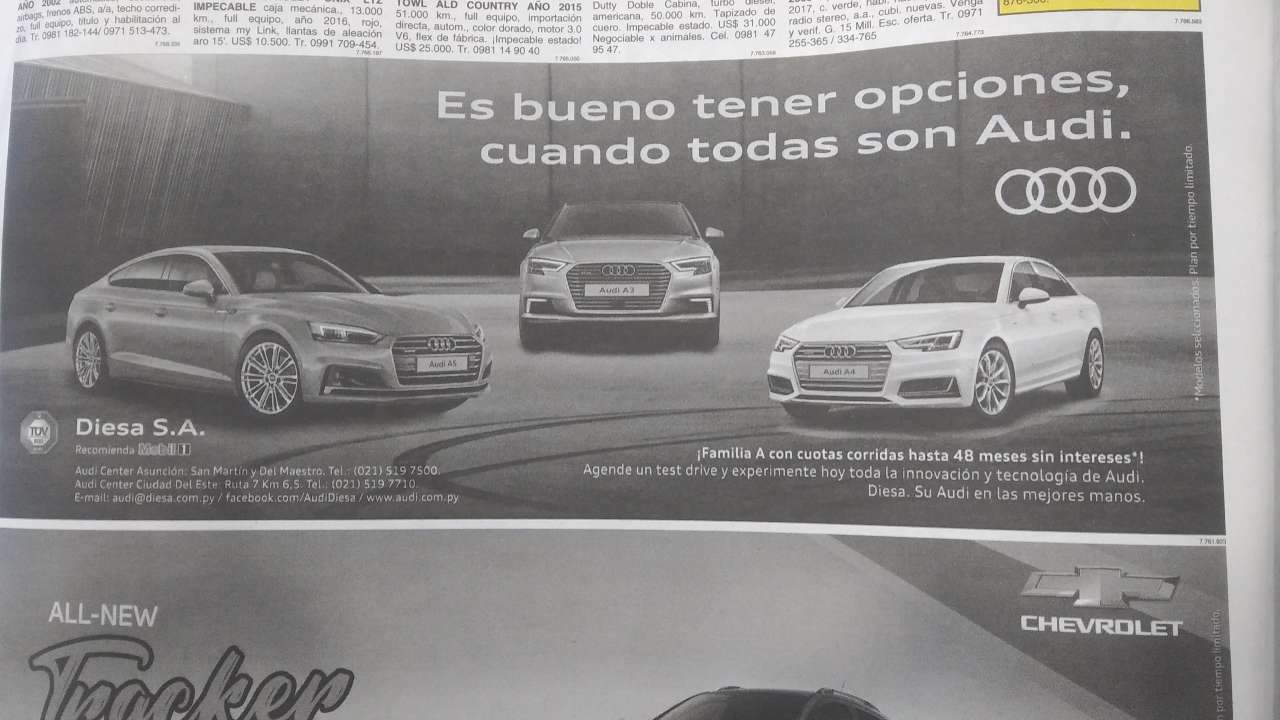 AÑO 2002
airbags, frenos ABS, a/a, techo corredi-
zo, full equipo, título y habilitación al
día. Tr. 0981 182-144/ 0971 513-473.
IMPECABLE caja mecánica., 13.000
km., full equipo, año 2016, rojo,
sistema my Link, llantas de aleación
aro 15'. US$ 10.500. Tr. 0991 709-454.
TOWL ALD COUNTRY AÑO 2015
51.000 km., full equipo, importación
directa, autom., color dorado, motor 3.0
V6, flex de fábrica. ¡Impecable estado!
US$ 25.000. Tr. 0981 14 90 40
Dutty Doble Cabina, turbo diesel,
americana, 50.000 km. Tapizado de
cuero. Impecable estado. US$ 31.000
Negociable x animales. Cel. 0981 47
95 47.
2017, c. verde, habil.
radio stereo, a.a., cubi, nuevas. Venga
y verif. G. 15 Mill. Esc. oferta. Tr. 0971
255-365 / 334-765
Es bueno tener opciones,
cuando todas son Audi.
Audi A3
Audi A5
Audi A4
*Modelos seleccionados. Plan por tiempo limitado.
TÜV
Diesa S.A.
Recomienda Mobil 1
Audi Center Asunción: San Martín y Del Maestro. Tel.: (021) 519 7500.
Audi Center Ciudad Del Este: Ruta 7 Km 6,5. Tel.: (021) 519 7710.
E-mail: audi@diesa.com.py / facebook.com/AudiDiesa / www.audi.com.py
¡Familia A con cuotas corridas hasta 48 meses sin intereses*!
Agende un test drive y experimente hoy toda la innovación y tecnología de Audi.
Diesa. Su Audi en las mejores manos.
ALL-NEW
Tracker
CHEVROLET
por tiempo limitado.